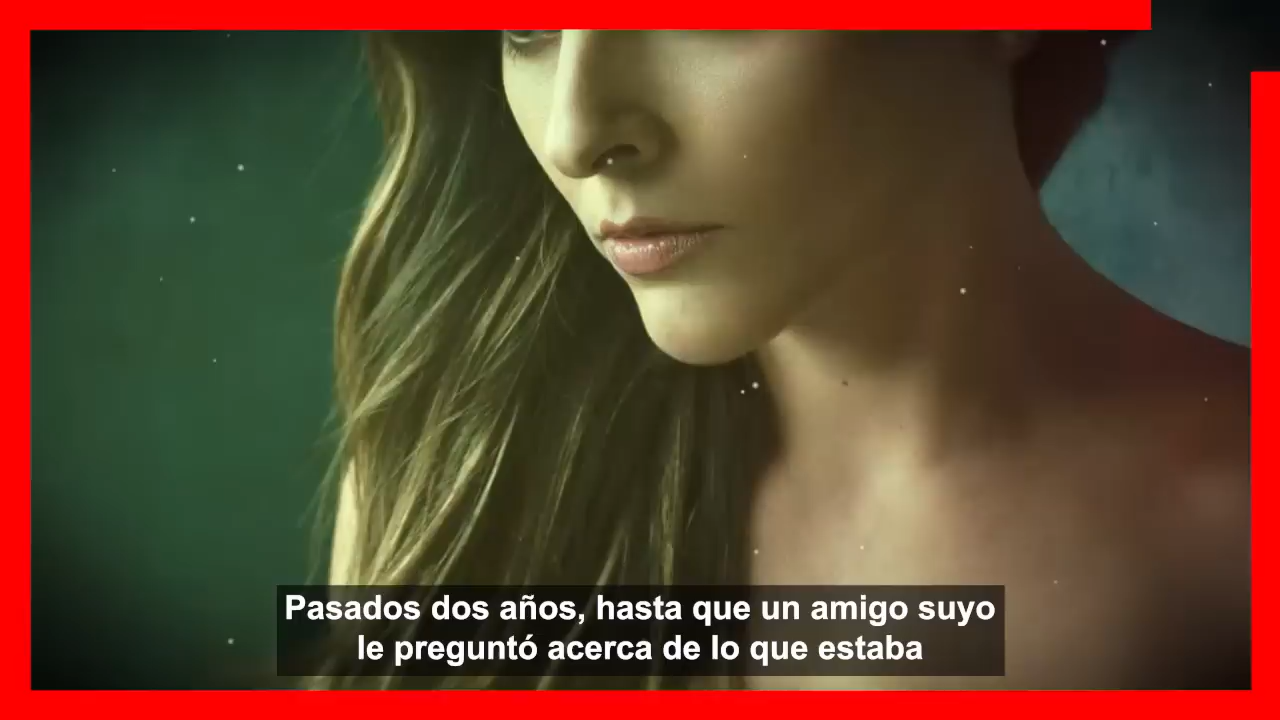 Pasados dos años, hasta que un amigo suyo
le preguntó acerca de lo que estaba